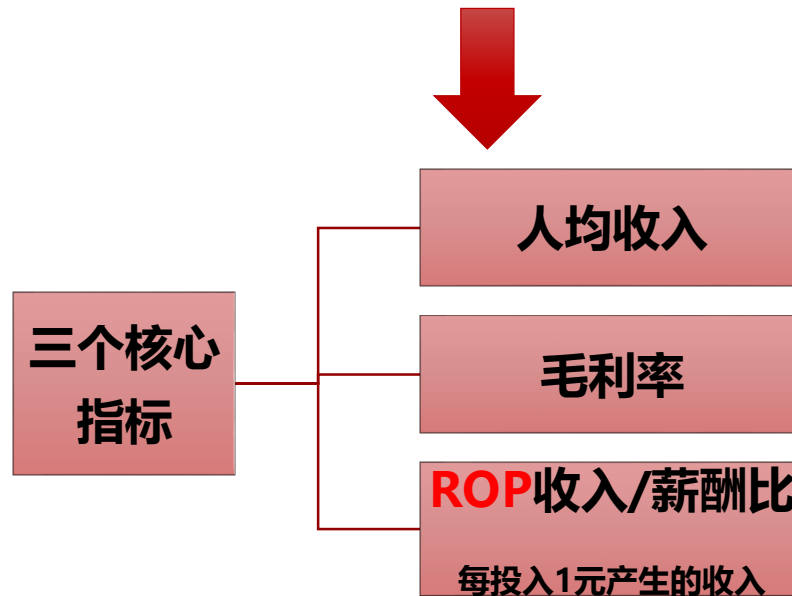 人均收入
三个核心
指标
毛利率
ROP收入/薪酬比
每投入1元产生的收入